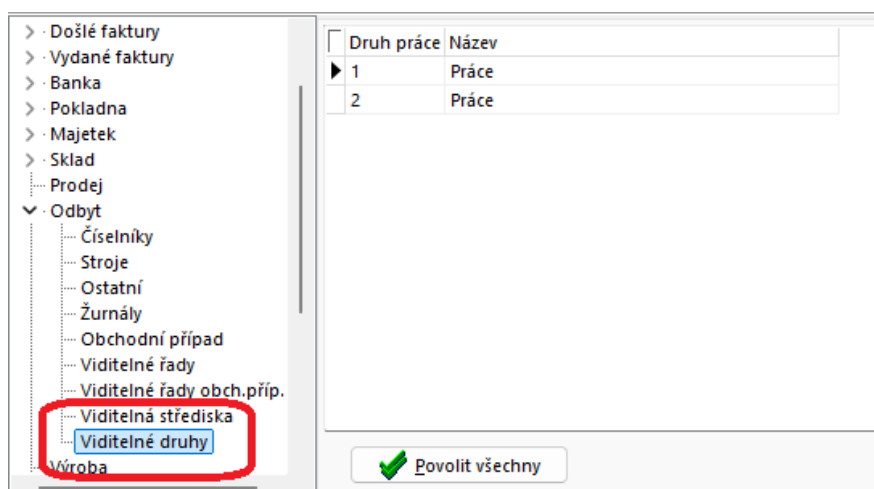 Došlé faktury
Vydané faktury
Banka
Pokladna
Majetek
Sklad
Prodej
Odbyt
Číselníky
Stroje
Ostatní
Žurnály
Obchodní případ
Viditelné řady
Viditelné řady obch.příp.
Viditelná střediska
Viditelné druhy
Výroba
Druh práce Název
1 Práce
2 Práce
Povolit všechny